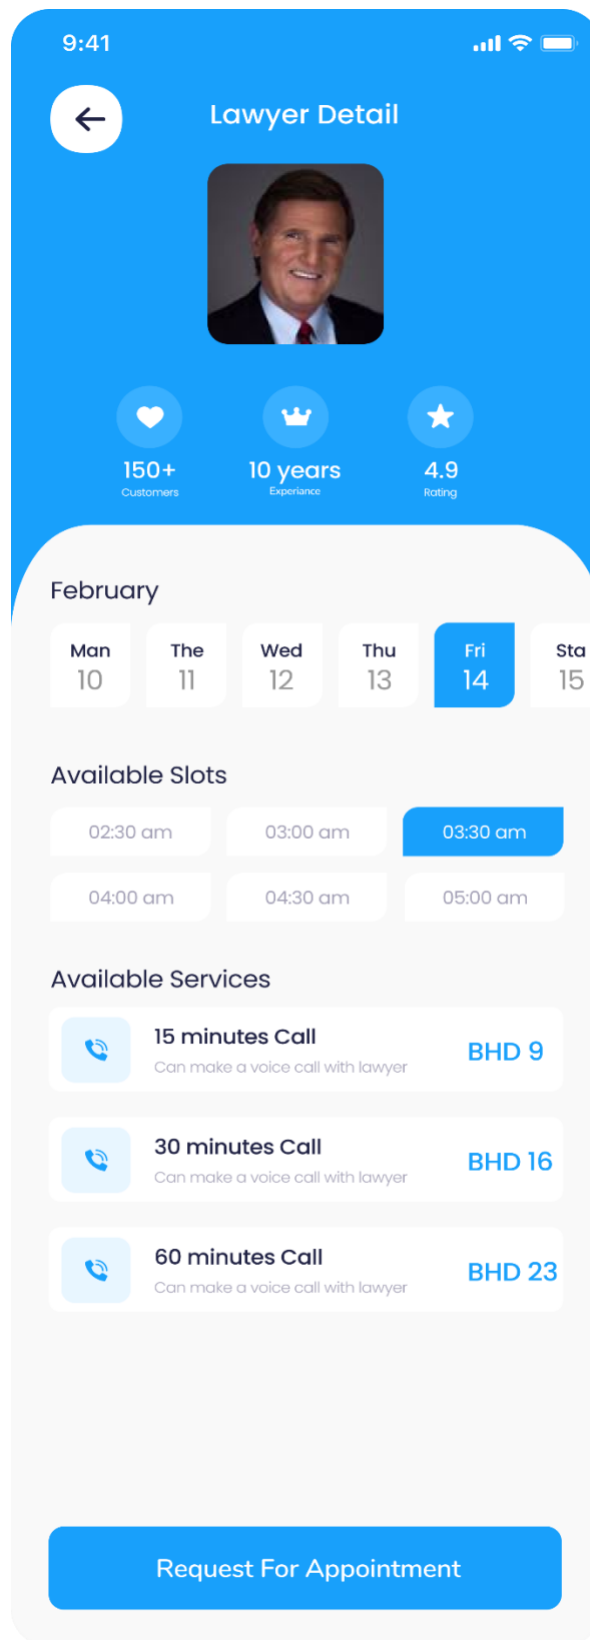 9:41
Lawyer Detail
150+ 10 years 4.9
Customers Experiance Rating
February
Man The Wed Thu Fri Sta
10 11 12 13 14 15
Available Slots
02:30 am 03:00 am 03:30 am
04:00 am 04:30 am 05:00 am
Available Services
15 minutes Call
BHD 9
Can make a voice call with lawyer
30 minutes Call
BHD 16
Can make a voice call with lawyer
60 minutes Call
BHD 23
Can make a voice call with lawyer
Request For Appointment